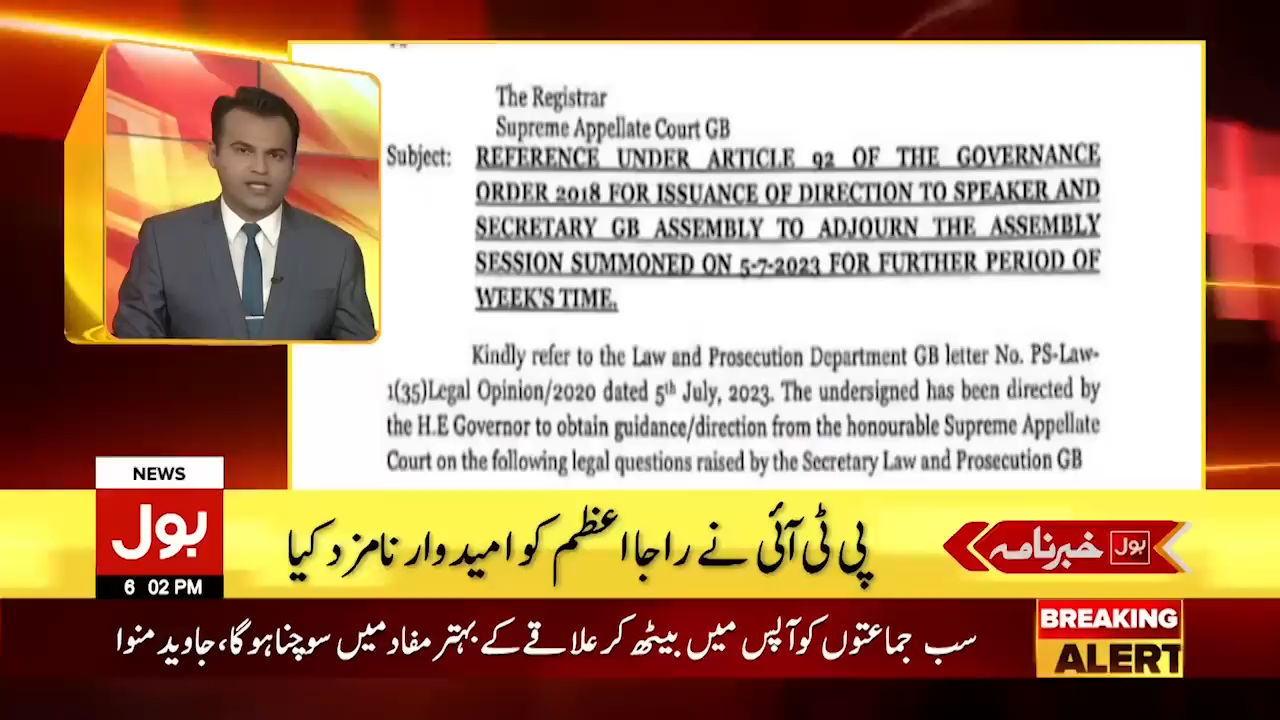 The Registrar
Supreme Appellate Court GB
Subject: REFERENCE UNDER ARTICLE 92 OF THE GOVERNANCE
ORDER 2018 FOR ISSUANCE OF DIRECTION TO SPEAKER AND
SECRETARY GB ASSEMBLY TO ADJOURN THE ASSEMBLY
SESSION SUMMONED ON 5-7-2023 FOR FURTHER PERIOD OF
WEEK'S TIME.
Kindly refer to the Law and Prosecution Department GB letter No. PS-Law-
1(35)Legal Opinion/2020 dated 5th July, 2023. The undersigned has been directed by
the H.E Governor to obtain guidance/direction from the honourable Supreme Appellate
Court on the following legal questions raised by the Secretary Law and Prosecution GB
NEWS
بول
6 02 PM
پی ٹی آئی نے راجا اعظم کو امیدوار نامزد کیا
بول خبرنامہ
سب جماعتوں کو آپس میں بیٹھ کر علاقے کے بہتر مفاد میں سوچنا ہوگا، جاوید منوا
BREAKING
ALERT